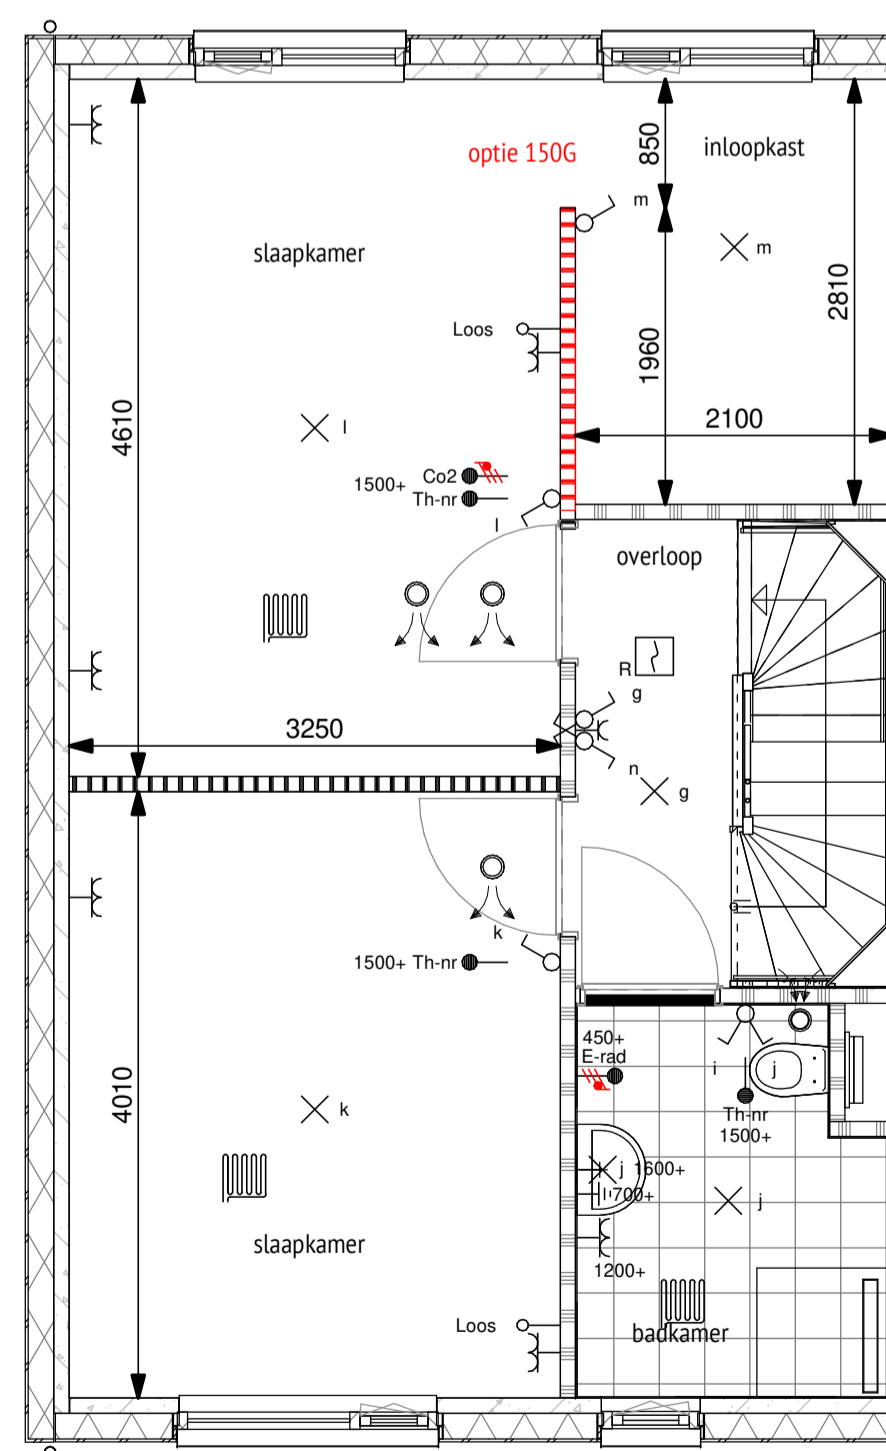 optie 150G
850
inloopkast
m
slaapkamer
m
2810
Loos
1960
4610
2100
l
Co2
1500+
Th-nr
l
overloop
R
g
3250
n
g
k
1500+ Th-nr
450+
E-rad
i
j
4010
Th-nr
1500+
k
j 1600+
700+
j
slaapkamer
1200+
Loos
badkamer